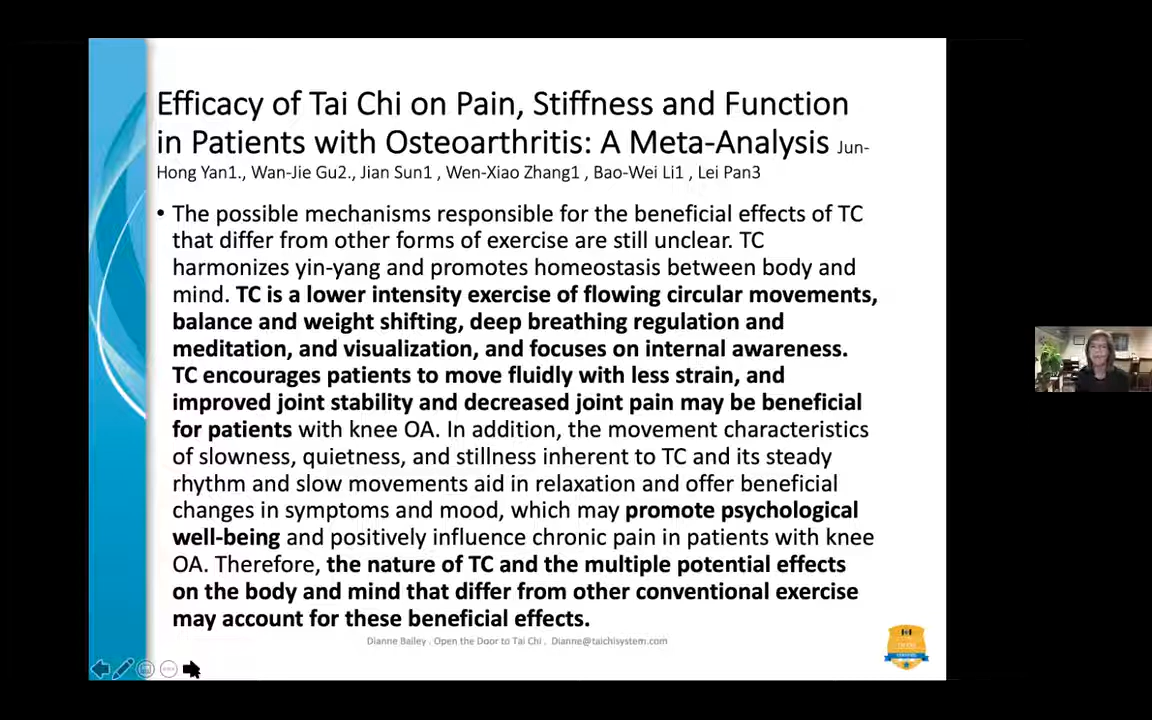 Efficacy of Tai Chi on Pain, Stiffness and Function
in Patients with Osteoarthritis: A Meta-Analysis Jun-
Hong Yan1., Wan-Jie Gu2., Jian Sun1 , Wen-Xiao Zhang1 , Bao-Wei Li1 , Lei Pan3
• The possible mechanisms responsible for the beneficial effects of TC
that differ from other forms of exercise are still unclear. TC
harmonizes yin-yang and promotes homeostasis between body and
mind. TC is a lower intensity exercise of flowing circular movements,
balance and weight shifting, deep breathing regulation and
meditation, and visualization, and focuses on internal awareness.
TC encourages patients to move fluidly with less strain, and
improved joint stability and decreased joint pain may be beneficial
for patients with knee OA. In addition, the movement characteristics
of slowness, quietness, and stillness inherent to TC and its steady
rhythm and slow movements aid in relaxation and offer beneficial
changes in symptoms and mood, which may promote psychological
well-being and positively influence chronic pain in patients with knee
OA. Therefore, the nature of TC and the multiple potential effects
on the body and mind that differ from other conventional exercise
may account for these beneficial effects.
Dianne Bailey . Open the Door to Tai Chi . Dianne@taichisystem.com